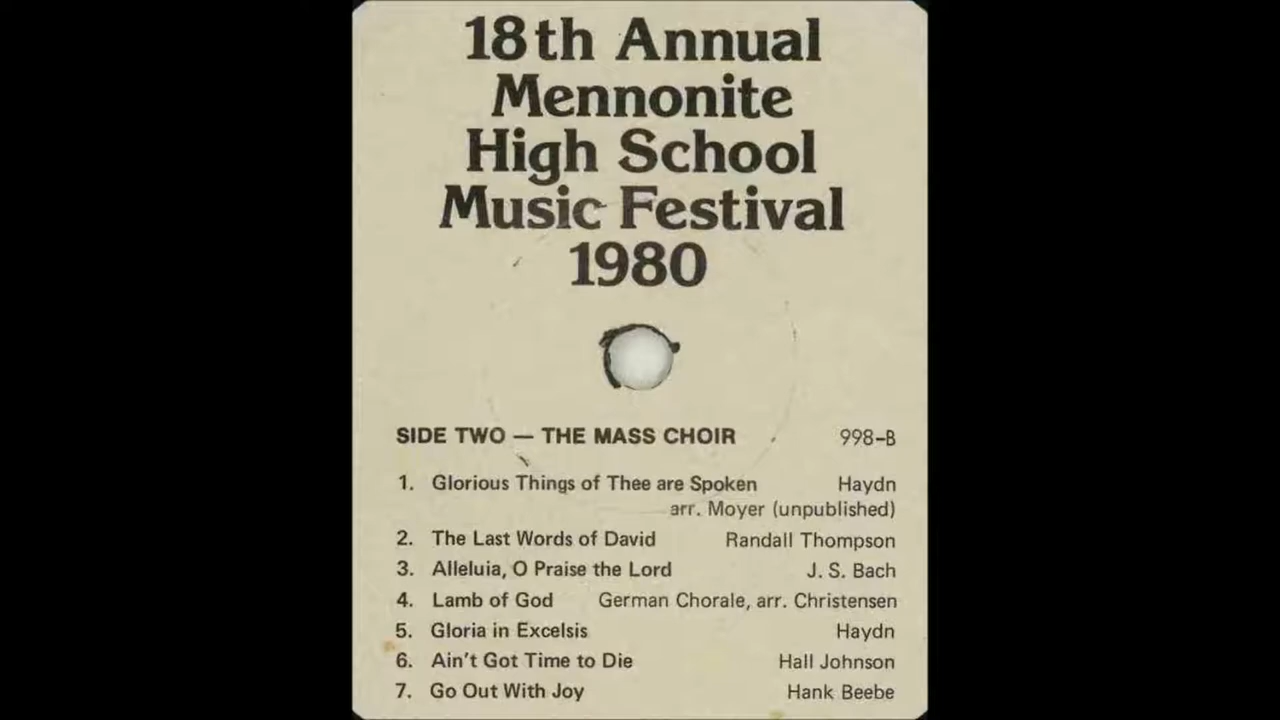 18th Annual
Mennonite
High School
Music Festival
1980
SIDE TWO — THE MASS CHOIR 998-B
1. Glorious Things of Thee are Spoken Haydn
arr. Moyer (unpublished)
2. The Last Words of David Randall Thompson
3. Alleluia, O Praise the Lord J. S. Bach
4. Lamb of God German Chorale, arr. Christensen
5. Gloria in Excelsis Haydn
6. Ain't Got Time to Die Hall Johnson
7. Go Out With Joy Hank Beebe